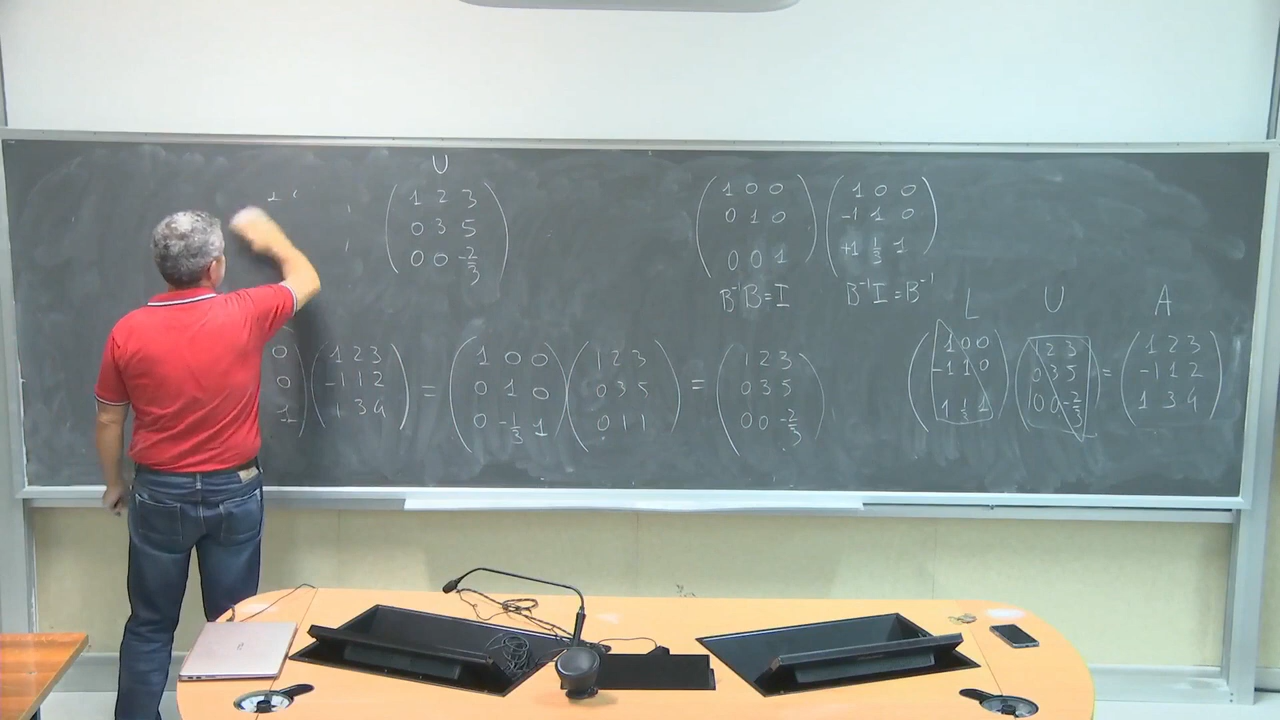 U
( 1 2 3
0 3 5
0 0 -2/3 )
( 1 0 0
0 1 0
0 0 1 ) ( 1 0 0
-1 1 0
+1 1/3 1 )
B⁻¹B=I B⁻¹I=B⁻¹
0
0
1 ) ( 1 2 3
-1 1 2
1 3 4 ) = ( 1 0 0
0 1 0
0 -1/3 1 ) ( 1 2 3
0 3 5
0 1 1 ) = ( 1 2 3
0 3 5
0 0 -2/3 )
L U A
( 1 0 0
-1 1 0
1 1/3 1 ) ( 1 2 3
0 3 5
0 0 -2/3 ) = ( 1 2 3
-1 1 2
1 3 4 )